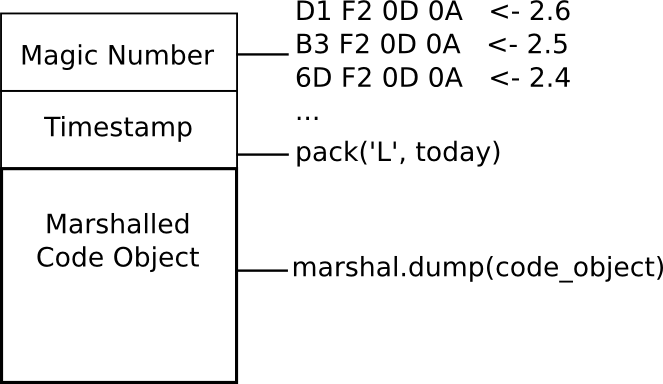 Magic Number
D1 F2 0D 0A <- 2.6
B3 F2 0D 0A <- 2.5
6D F2 0D 0A <- 2.4
...
Timestamp
pack('L', today)
Marshalled
Code Object
marshal.dump(code_object)